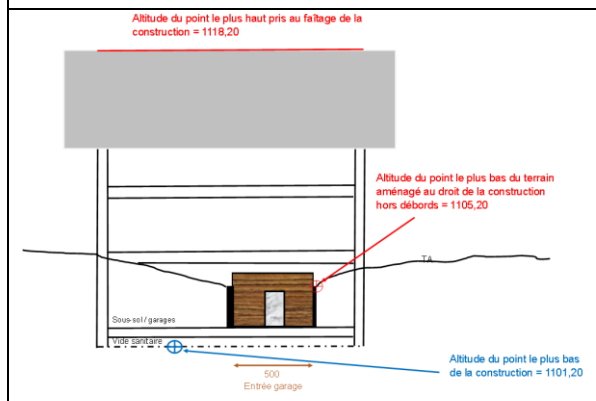 Altitude du point le plus haut pris au faîtage de la
construction = 1118,20
Altitude du point le plus bas du terrain
aménagé au droit de la construction
hors débords = 1105,20
TA
Sous-sol / garages
Vide sanitaire
500
Entrée garage
Altitude du point le plus bas
de la construction = 1101,20